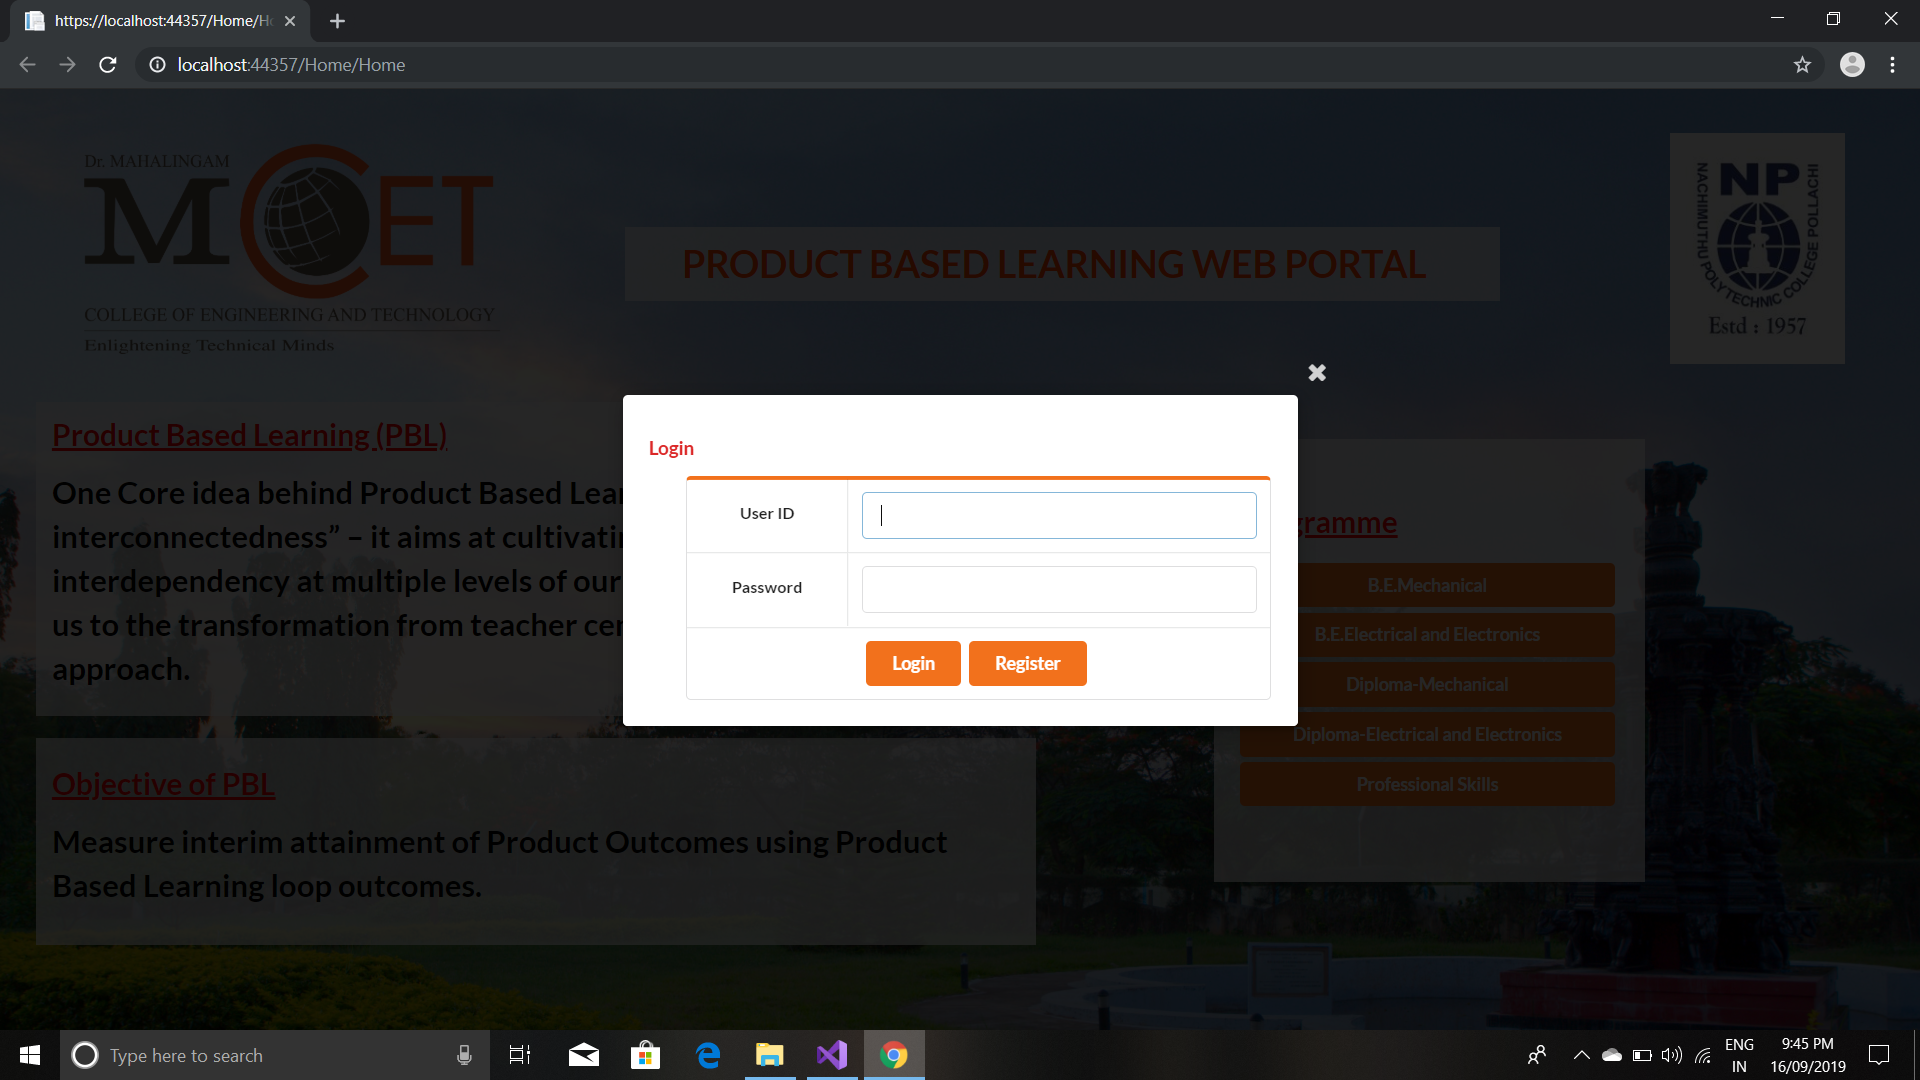 https://localhost:44357/Home/H
localhost:44357/Home/Home
Dr. MAHALINGAM
MCET
COLLEGE OF ENGINEERING AND TECHNOLOGY
Enlightening Technical Minds
PRODUCT BASED LEARNING WEB PORTAL
NP
NACHIMUTHU POLYTECHNIC COLLEGE POLLACHI
Estd : 1957
Product Based Learning (PBL)
One Core idea behind Product Based Lea
interconnectedness” – it aims at cultivati
interdependency at multiple levels of our
us to the transformation from teacher cen
approach.
Objective of PBL
Measure interim attainment of Product Outcomes using Product
Based Learning loop outcomes.
Login
User ID
Password
Login
Register
gramme
B.E.Mechanical
B.E.Electrical and Electronics
Diploma-Mechanical
Diploma-Electrical and Electronics
Professional Skills
Type here to search
ENG
IN
9:45 PM
16/09/2019